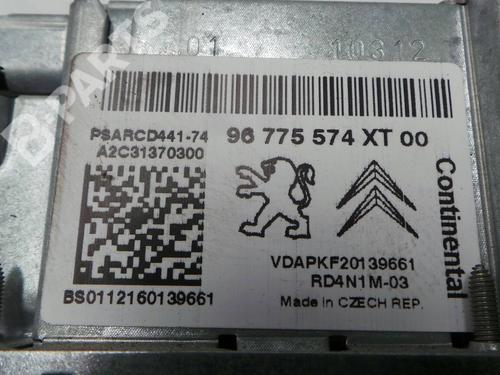 B-PARTS
01 10312
PSARCD441-74
A2C31370300
96 775 574 XT 00
Continental
VDAPKF20139661
RD4N1M-03
BS0112160139661
Made in CZECH REP.